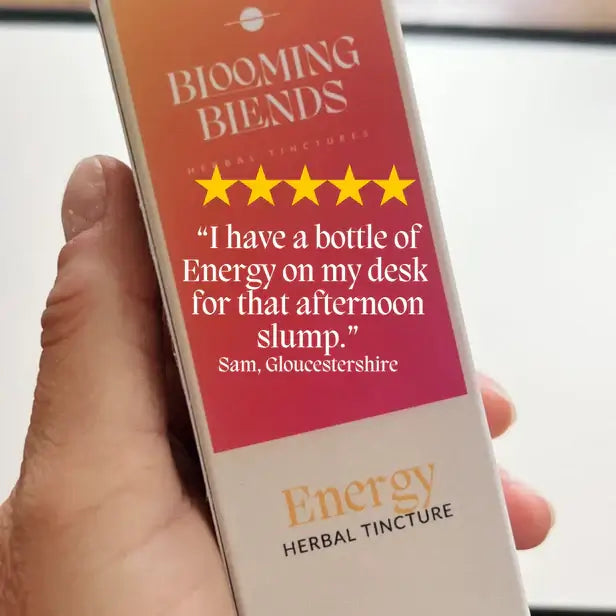 BLOOMING
BLENDS
HERBAL TINCTURES
“I have a bottle of
Energy on my desk
for that afternoon
slump.”
Sam, Gloucestershire
Energy
HERBAL TINCTURE